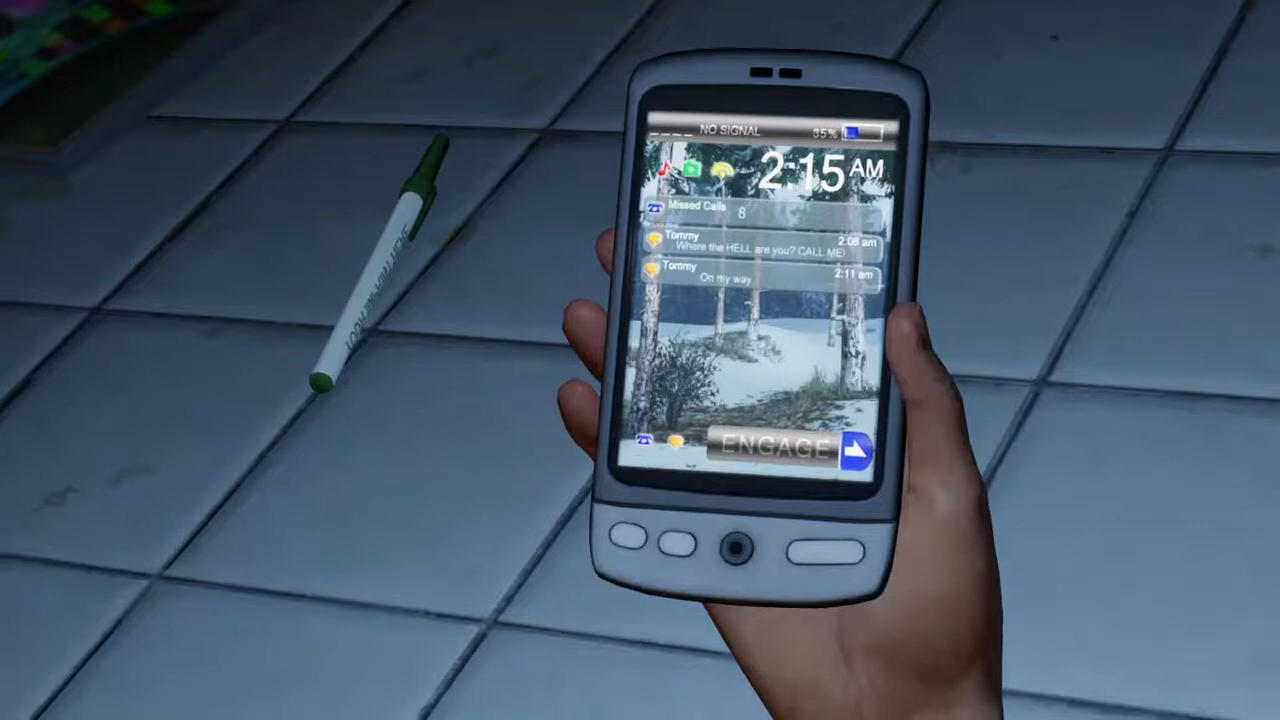 NO SIGNAL 35%
2:15 AM
Missed Calls 8
Tommy 2:08 am
Where the HELL are you? CALL ME!
Tommy 2:11 am
On my way
ENGAGE